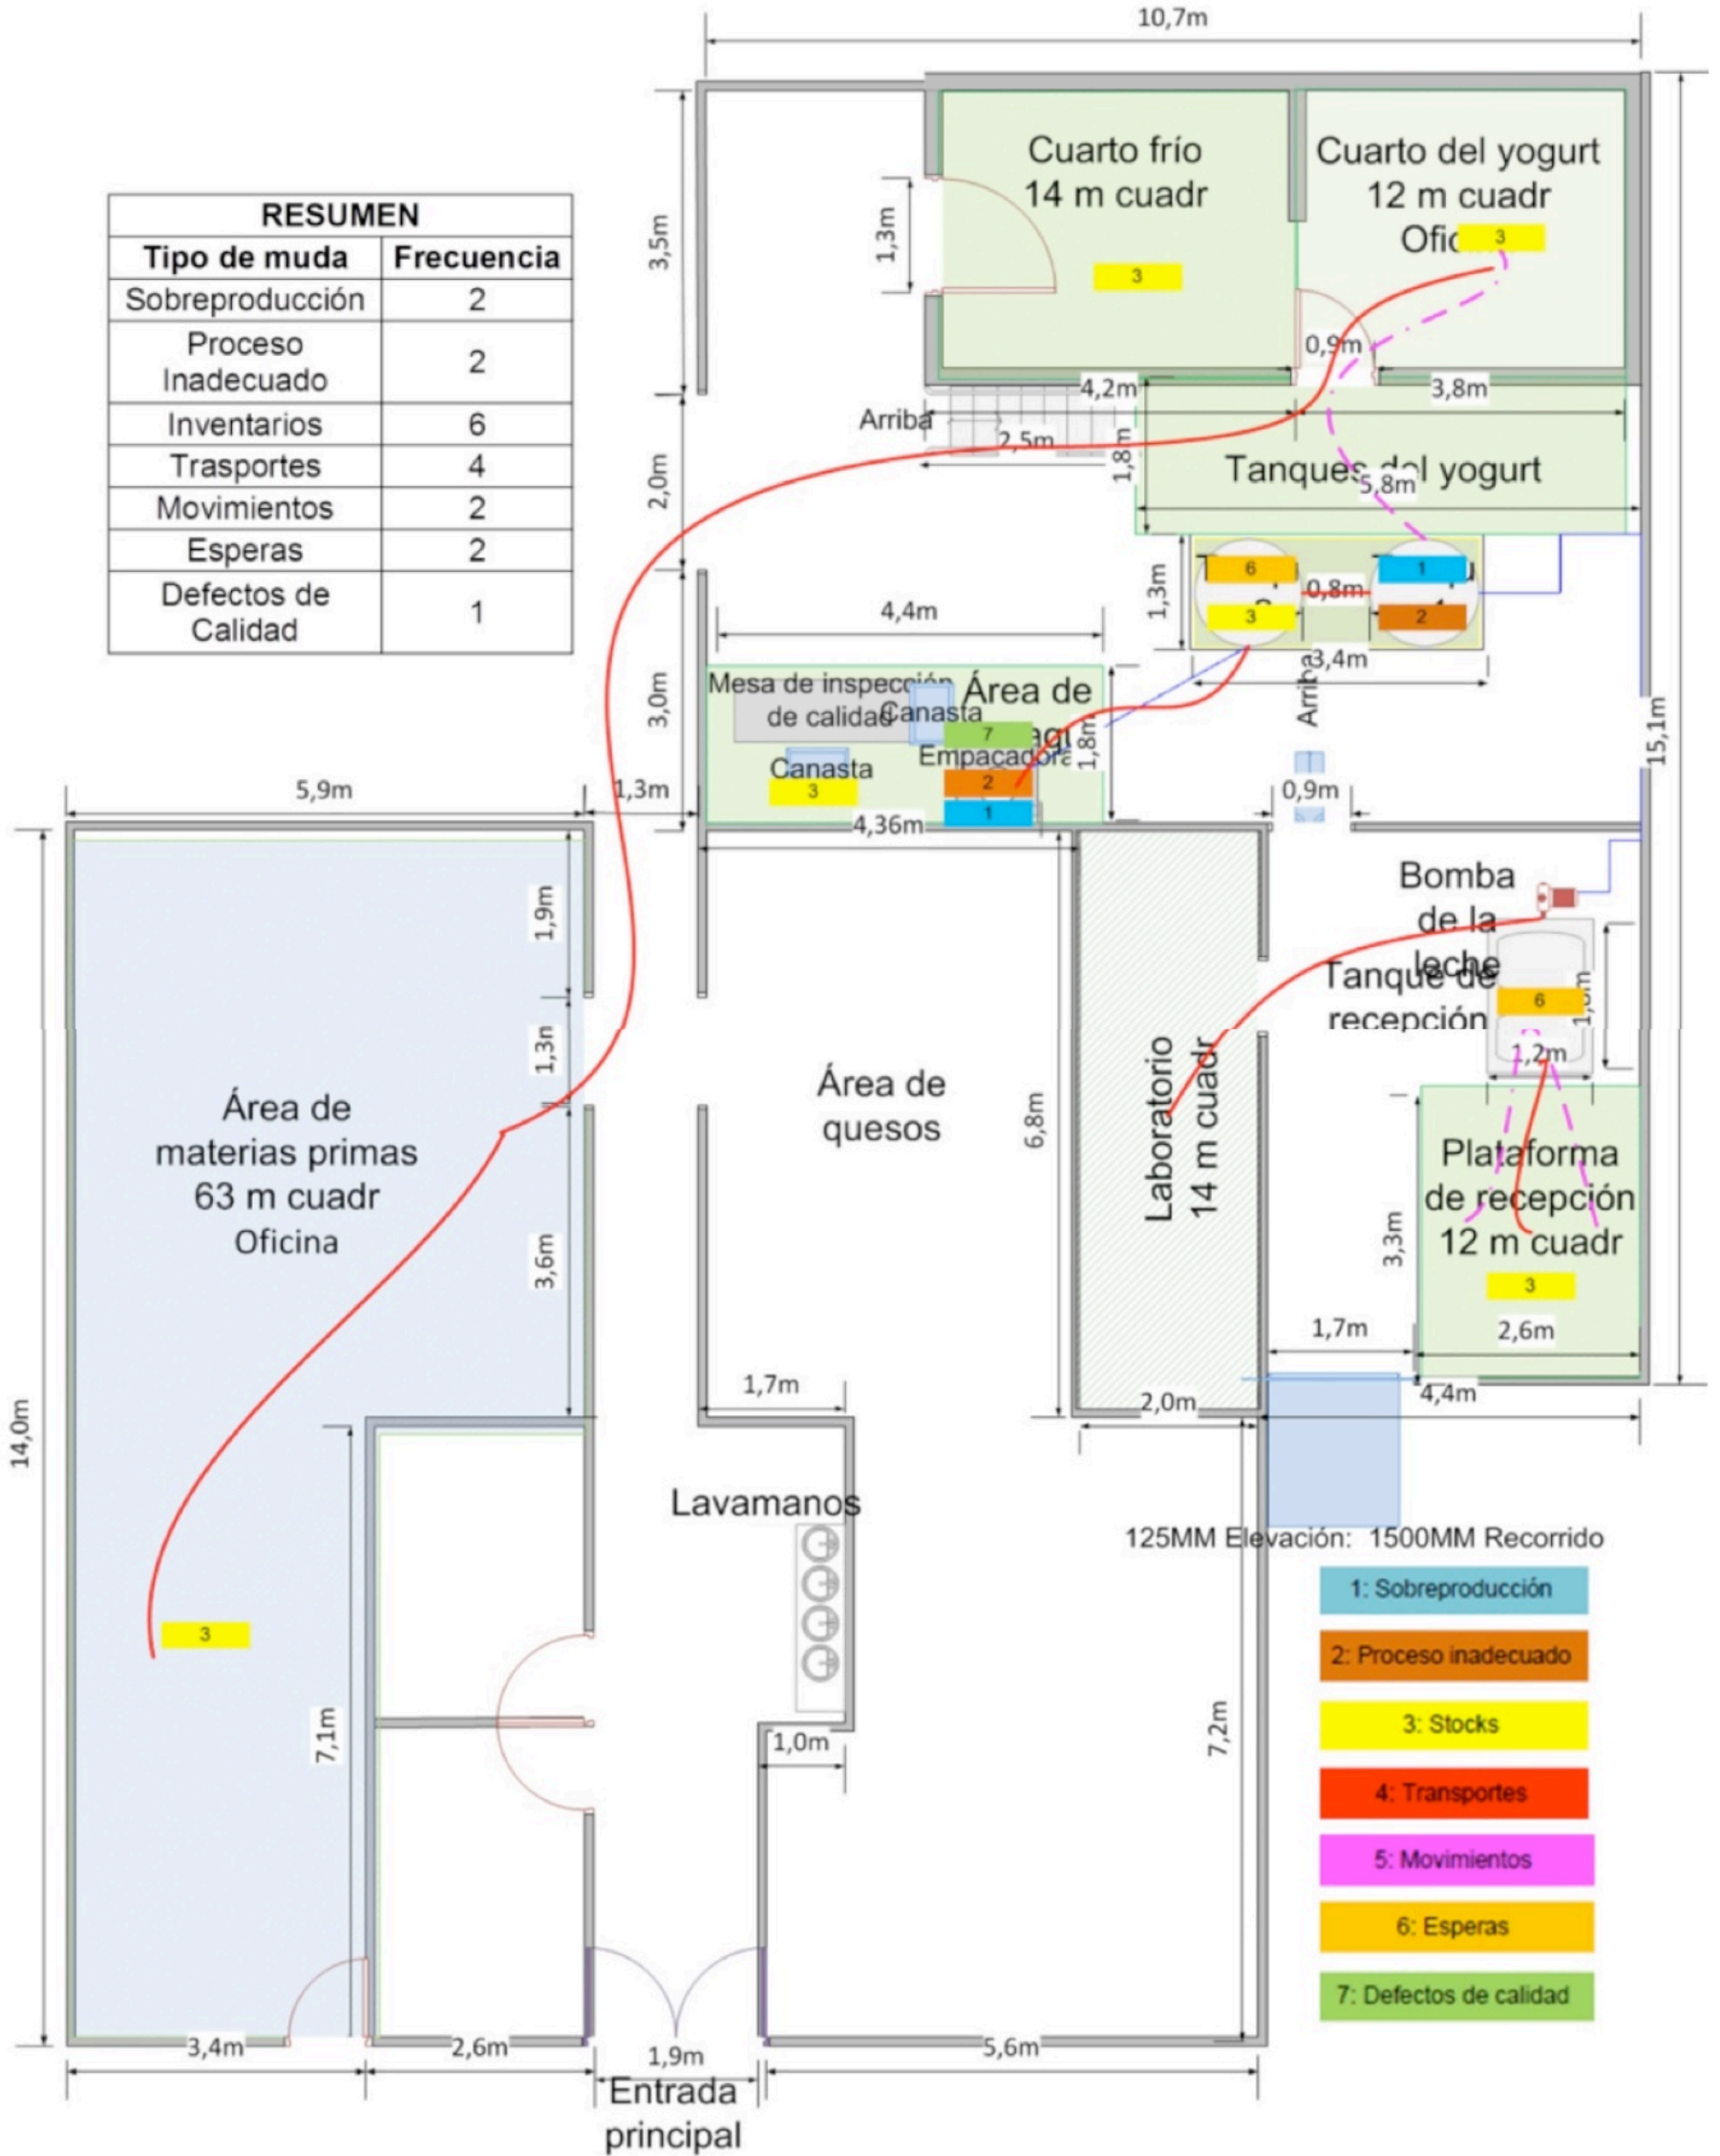 10,7m
Cuarto frío
14 m cuadr
Cuarto del yogurt
12 m cuadr
3
3
3,5m
1,3m
RESUMEN
Tipo de muda Frecuencia
Sobreproducción 2
Proceso
Inadecuado 2
Inventarios 6
Trasportes 4
Movimientos 2
Esperas 2
Defectos de
Calidad 1
0,9m
4,2m
3,8m
Arriba
2,5m
1,8m
2,0m
Tanques del yogurt
5,8m
6
1
0,8m
3
2
1,3m
3,4m
Arriba
4,4m
3,0m
Mesa de inspección
de calidad
Canasta
Área de
7
1,8m
Empacadora
Canasta
3
2
1
4,36m
15,1m
0,9m
5,9m
1,3m
Bomba
de la
leche
Tanque de
recepción
6
1,2m
1,9m
1,3n
3,6m
Área de
materias primas
63 m cuadr
Oficina
14,0m
Área de
quesos
6,8m
Laboratorio
14 m cuadr
Plataforma
de recepción
12 m cuadr
3
3,3m
2,6m
1,7m
4,4m
2,0m
1,7m
Lavamanos
125MM Elevación: 1500MM Recorrido
3
7,1m
1,0m
7,2m
1: Sobreproducción
2: Proceso inadecuado
3: Stocks
4: Transportes
5: Movimientos
6: Esperas
7: Defectos de calidad
3,4m
2,6m
1,9m
5,6m
Entrada
principal